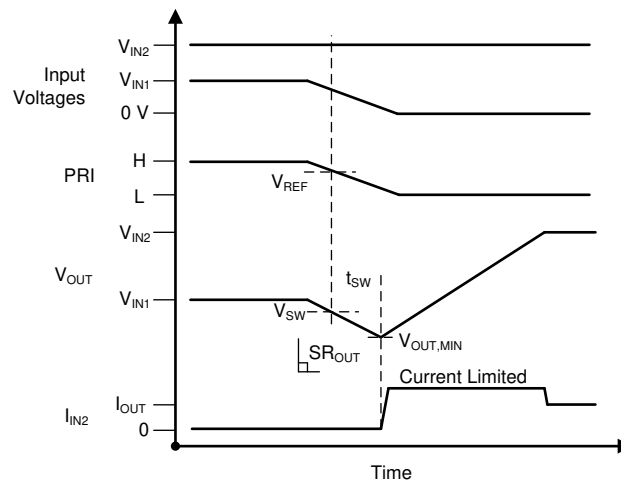 V_IN2
Input
Voltages
V_IN1
0 V
PRI
H
V_REF
L
V_IN2
V_OUT
t_SW
V_IN1
V_SW
V_OUT,MIN
SR_OUT
Current Limited
I_IN2
I_OUT
0
Time